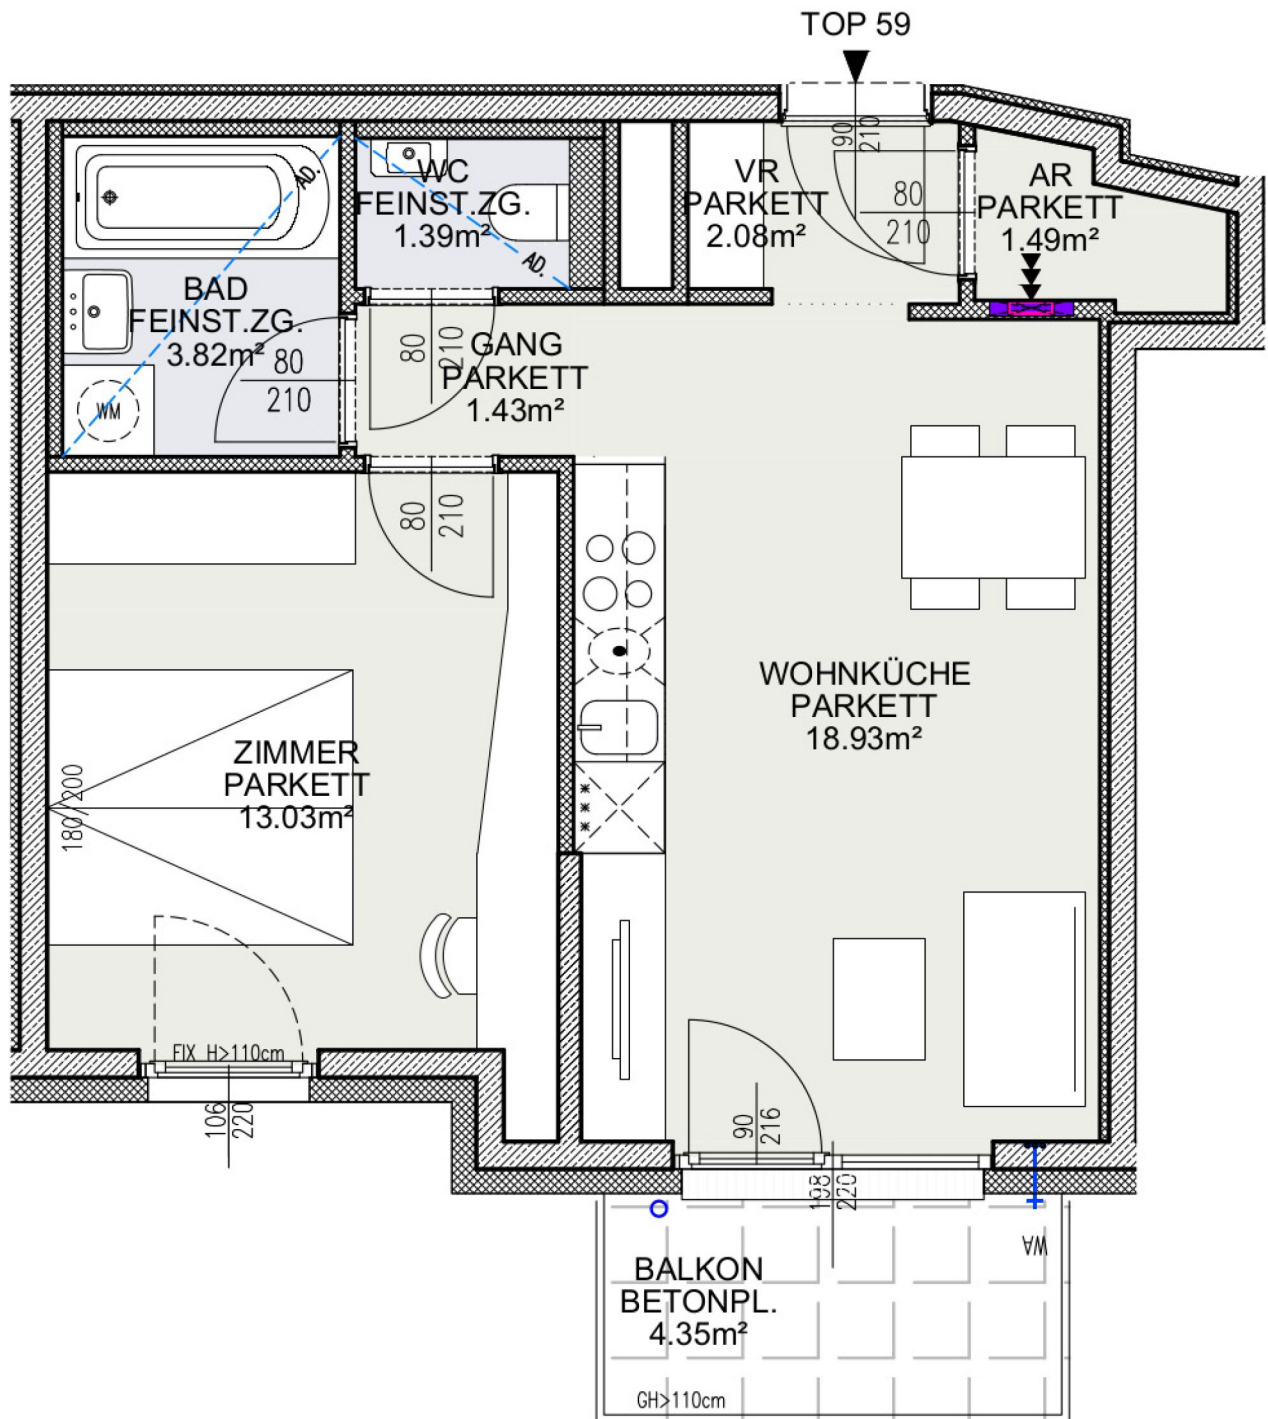 TOP 59
90
210
WC
FEINST.ZG.
1.39m²
VR
PARKETT
2.08m²
80
210
AR
PARKETT
1.49m²
AD.
AD.
BAD
FEINST.ZG.
3.82m²
80
210
80
210
GANG
PARKETT
1.43m²
WM
80
210
WOHNKÜCHE
PARKETT
18.93m²
ZIMMER
PARKETT
13.03m²
180/200
FIX H>110cm
106
220
90
216
198
220
WA
BALKON
BETONPL.
4.35m²
GH>110cm